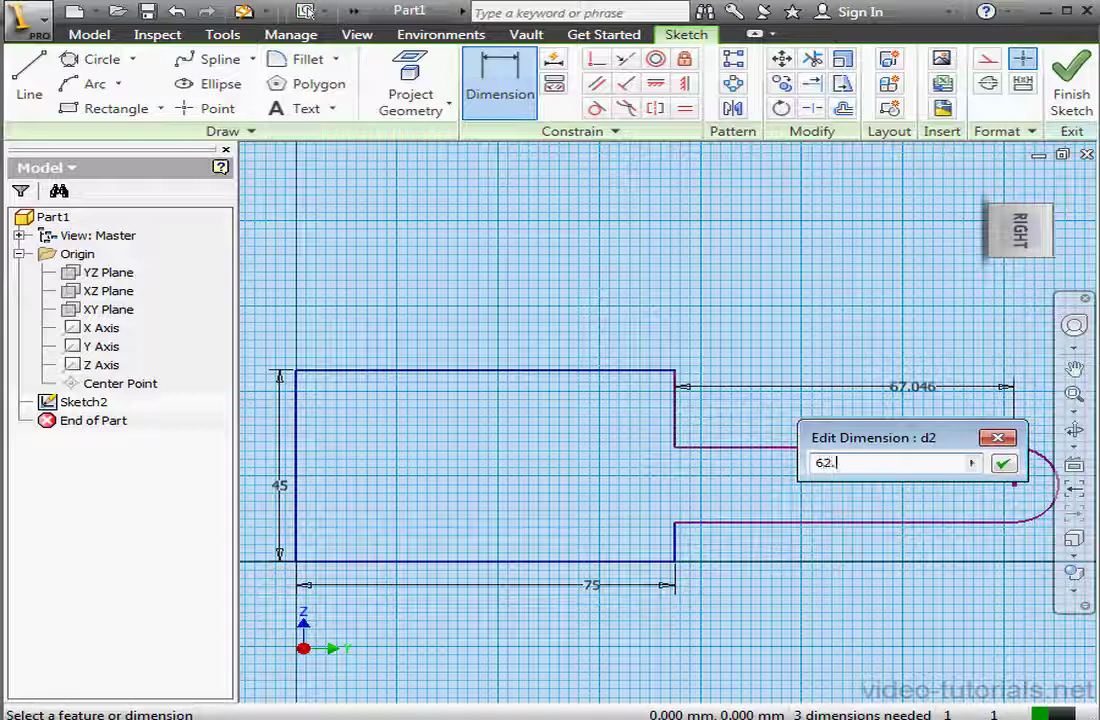 Part1
Type a keyword or phrase
Sign In
PRO
Model
Inspect
Tools
Manage
View
Environments
Vault
Get Started
Sketch
Line
Circle
Arc
Rectangle
Spline
Ellipse
Point
Fillet
Polygon
Text
Project
Geometry
Dimension
Finish
Sketch
Draw
Constrain
Pattern
Modify
Layout
Insert
Format
Exit
Model
Part1
View: Master
Origin
YZ Plane
XZ Plane
XY Plane
X Axis
Y Axis
Z Axis
Center Point
Sketch2
End of Part
RIGHT
67.046
Edit Dimension : d2
62.
45
75
Z
Y
video-tutorials.net
Select a feature or dimension
0.000 mm, 0.000 mm
3 dimensions needed
1
1